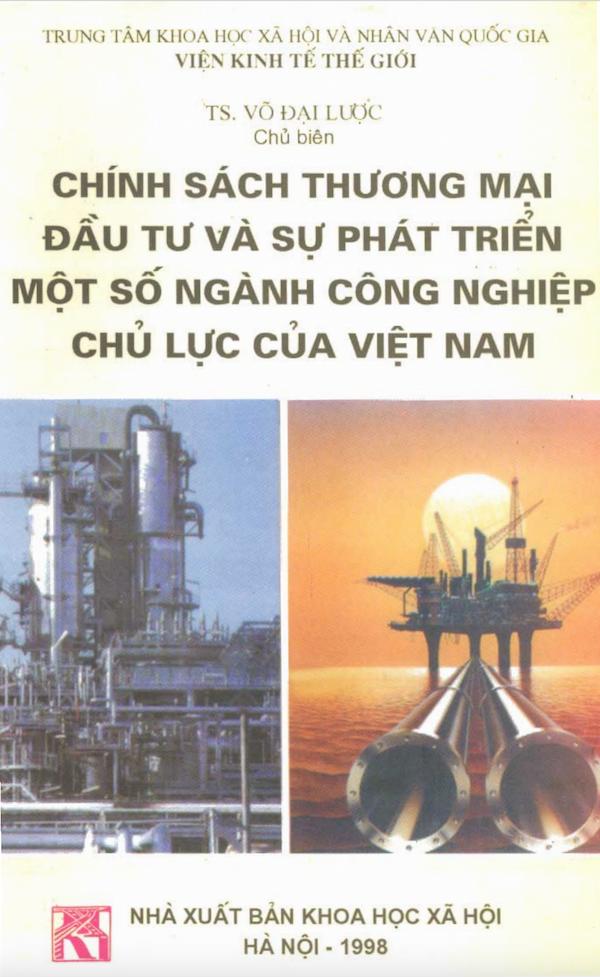 TRUNG TÂM KHOA HỌC XÃ HỘI VÀ NHÂN VĂN QUỐC GIA
VIỆN KINH TẾ THẾ GIỚI
TS. VÕ ĐẠI LƯỢC
Chủ biên
CHÍNH SÁCH THƯƠNG MẠI
ĐẦU TƯ VÀ SỰ PHÁT TRIỂN
MỘT SỐ NGÀNH CÔNG NGHIỆP
CHỦ LỰC CỦA VIỆT NAM
NHÀ XUẤT BẢN KHOA HỌC XÃ HỘI
HÀ NỘI - 1998